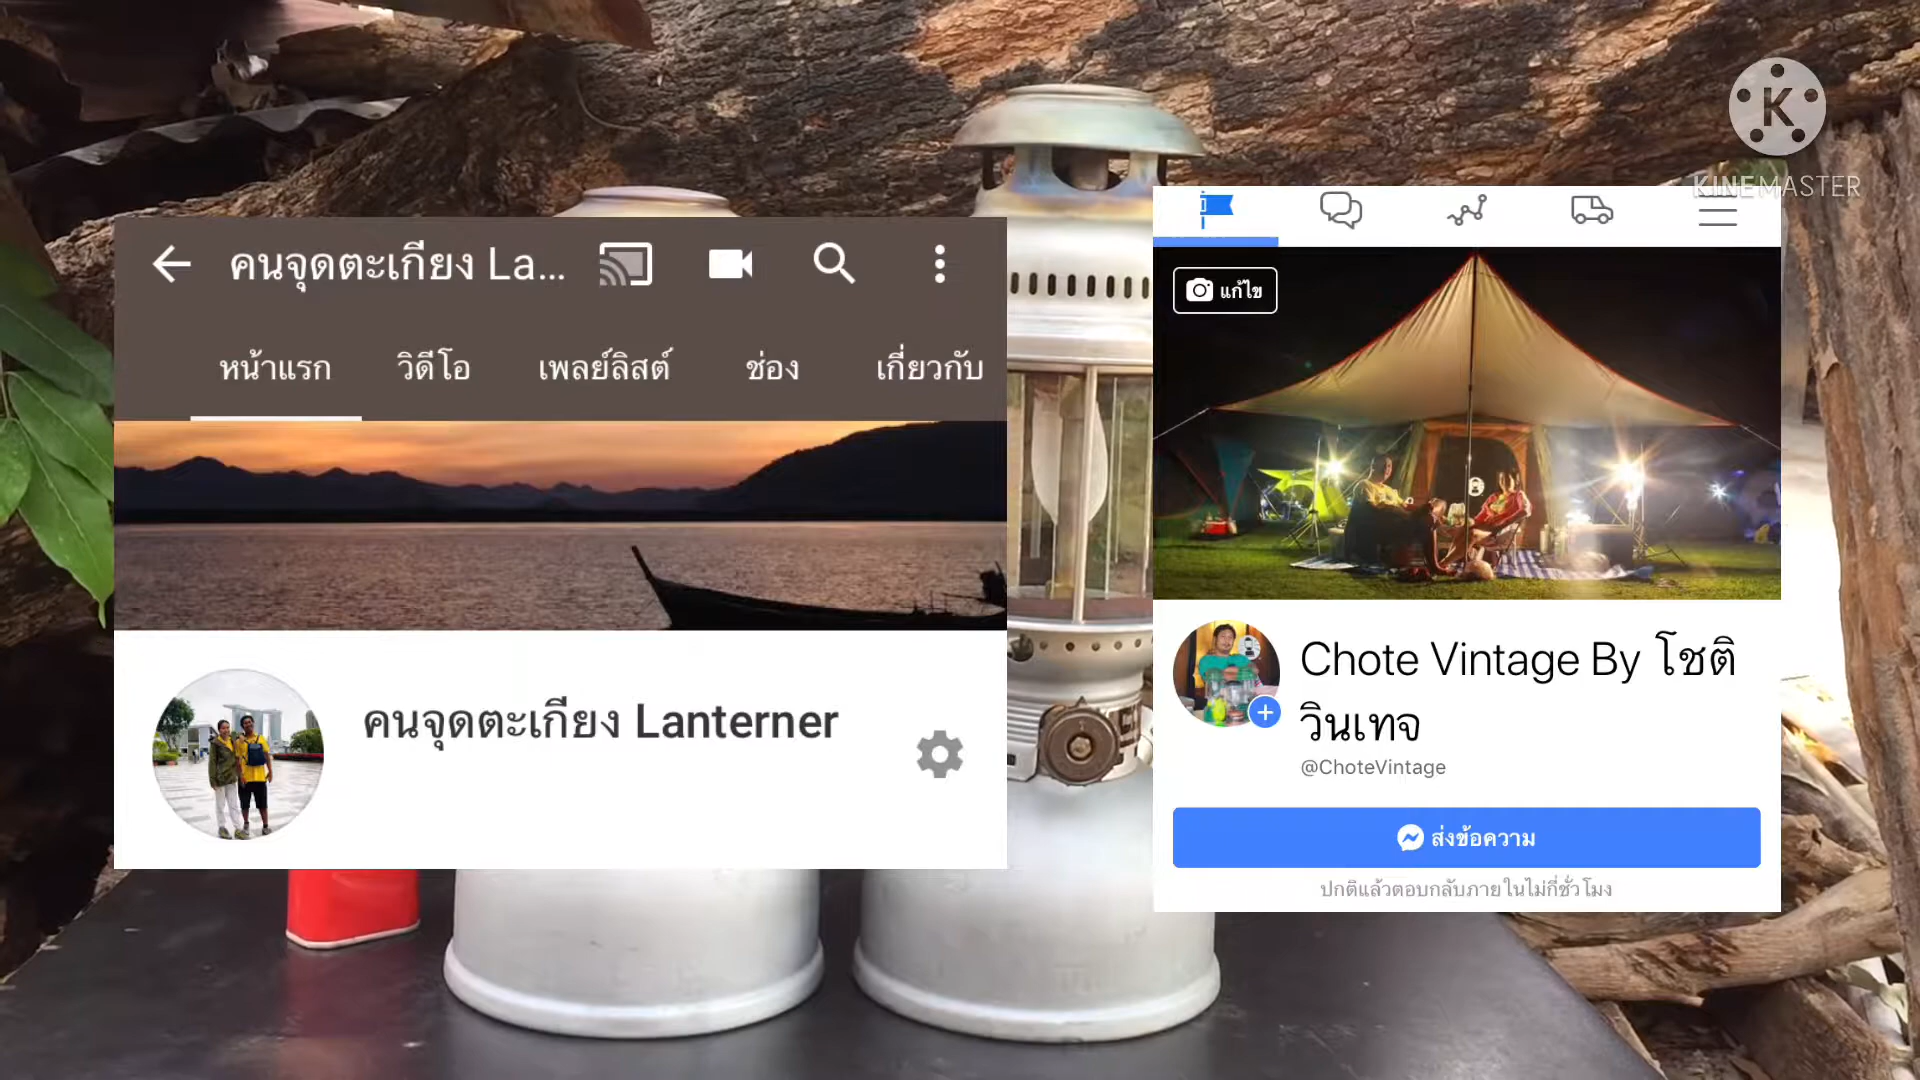 คนจุดตะเกียง La...
หน้าแรก วิดีโอ เพลย์ลิสต์ ช่อง เกี่ยวกับ
คนจุดตะเกียง Lanterner
K
KINEMASTER
แก้ไข
Chote Vintage By โชติ
วินเทจ
@ChoteVintage
ส่งข้อความ
ปกติแล้วตอบกลับภายในไม่กี่ชั่วโมง